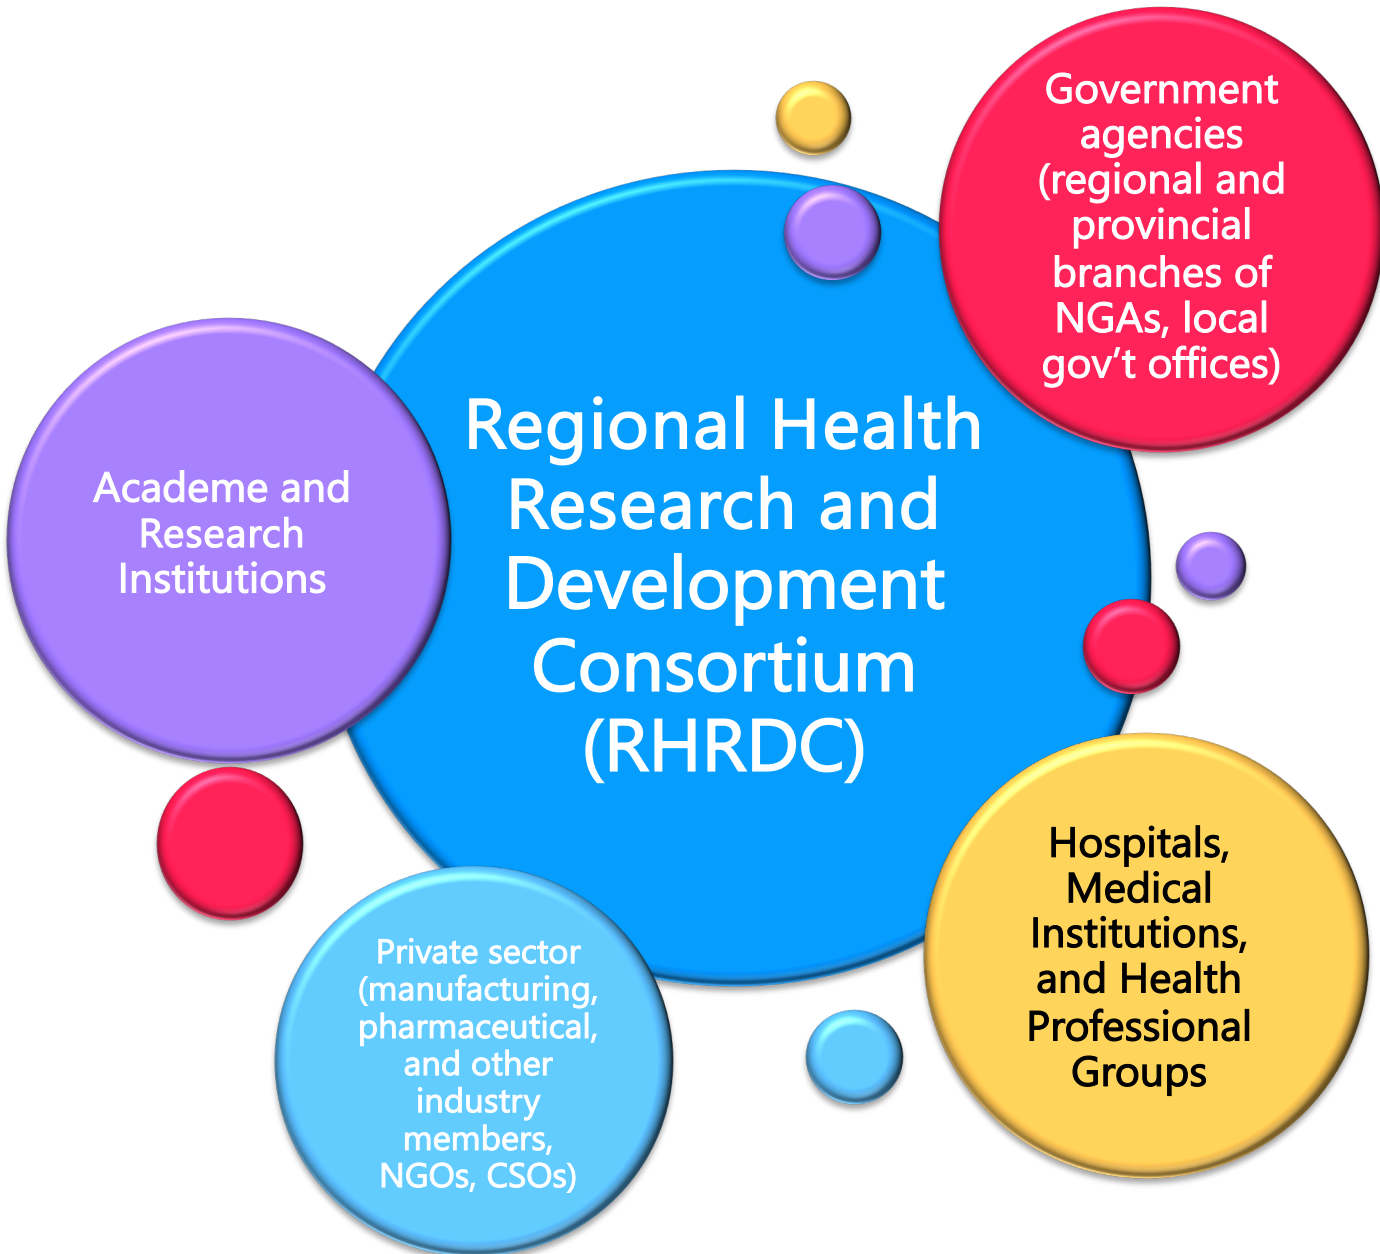 Government
agencies
(regional and
provincial
branches of
NGAs, local
gov’t offices)
Regional Health
Research and
Development
Consortium
(RHRDC)
Academe and
Research
Institutions
Hospitals,
Medical
Institutions,
and Health
Professional
Groups
Private sector
(manufacturing,
pharmaceutical,
and other
industry
members,
NGOs, CSOs)